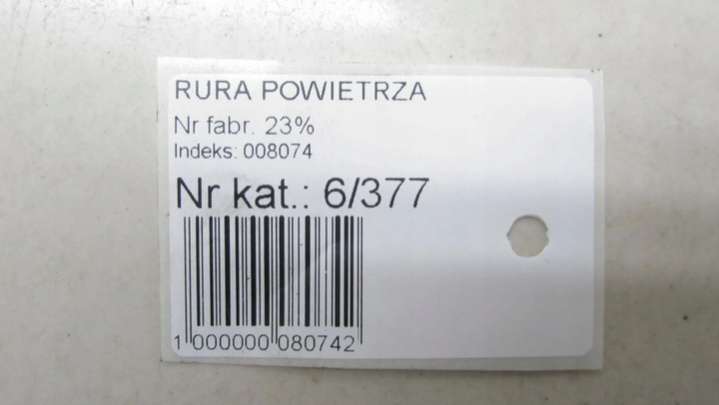 RURA POWIETRZA
Nr fabr. 23%
Indeks: 008074
Nr kat.: 6/377
1 000000 080742